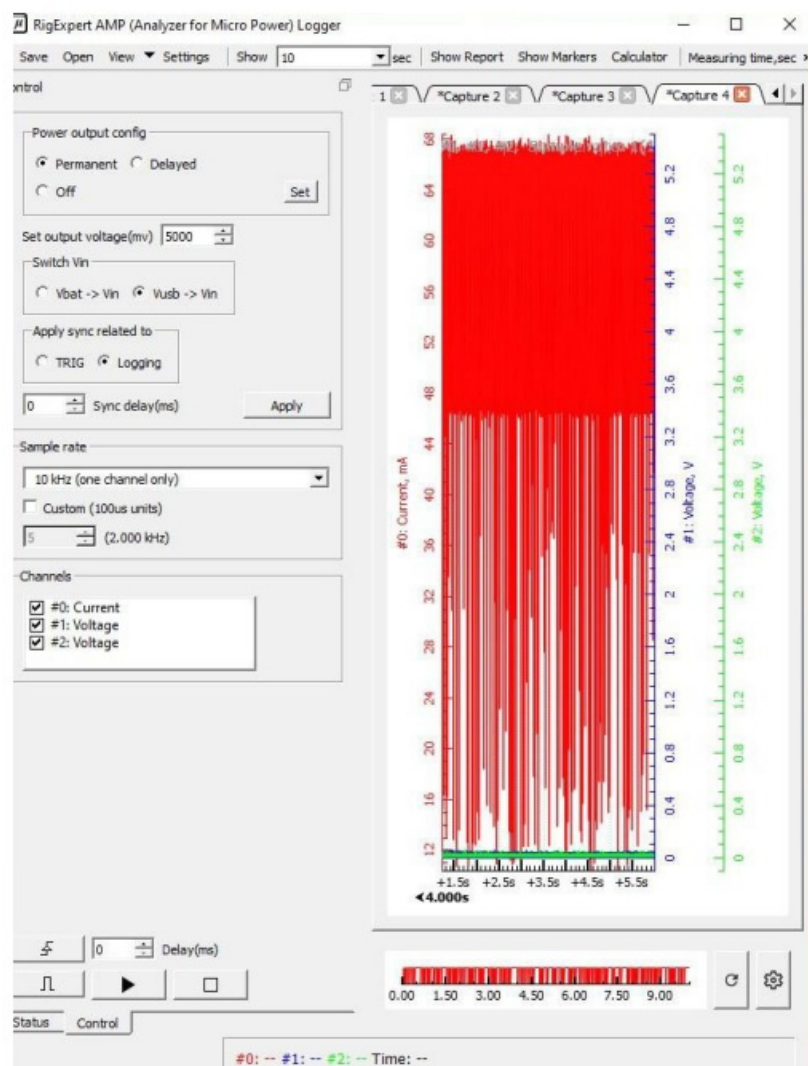 RigExpert AMP (Analyzer for Micro Power) Logger
Save Open View Settings Show 10 sec Show Report Show Markers Calculator Measuring time,sec
ontrol
1 *Capture 2 *Capture 3 *Capture 4
Power output config
Permanent Delayed
Off Set
Set output voltage(mv) 5000
Switch Vin
Vbat -> Vin Vusb -> Vin
Apply sync related to
TRIG Logging
0 Sync delay(ms) Apply
Sample rate
10 kHz (one channel only)
Custom (100us units)
5 (2.000 kHz)
Channels
#0: Current
#1: Voltage
#2: Voltage
68
64
60
56
52
48
44
40
36
32
28
24
20
16
12
#0: Current, mA
5.2
4.8
4.4
4
3.6
3.2
2.8
2.4
2
1.6
1.2
0.8
0.4
0
#1: Voltage, V
5.2
4.8
4.4
4
3.6
3.2
2.8
2.4
2
1.6
1.2
0.8
0.4
0
#2: Voltage, V
+1.5s +2.5s +3.5s +4.5s +5.5s
4.000s
0 Delay(ms)
0.00 1.50 3.00 4.50 6.00 7.50 9.00
Status Control
#0: -- #1: -- #2: -- Time: --